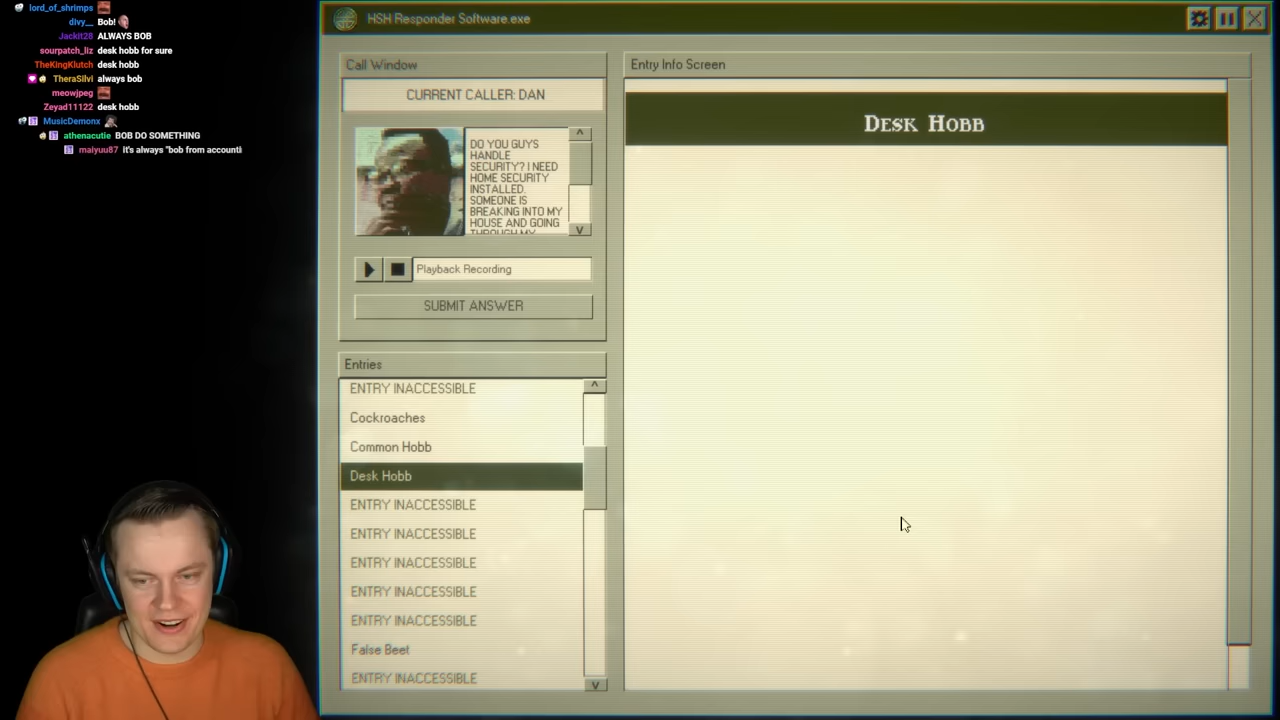 lord_of_shrimps
divy__ Bob!
Jackit28 ALWAYS BOB
sourpatch_liz desk hobb for sure
TheKingKlutch desk hobb
TheraSilvi always bob
meowjpeg
Zeyad11122 desk hobb
MusicDemonx
athenacutie BOB DO SOMETHING
maiyuu87 It's always "bob from accounti
HSH Responder Software.exe
Call Window
CURRENT CALLER: DAN
DO YOU GUYS
HANDLE
SECURITY? I NEED
HOME SECURITY
INSTALLED.
SOMEONE IS
BREAKING INTO MY
HOUSE AND GOING
THROUGH MY
Playback Recording
SUBMIT ANSWER
Entries
ENTRY INACCESSIBLE
Cockroaches
Common Hobb
Desk Hobb
ENTRY INACCESSIBLE
ENTRY INACCESSIBLE
ENTRY INACCESSIBLE
ENTRY INACCESSIBLE
ENTRY INACCESSIBLE
False Beet
ENTRY INACCESSIBLE
Entry Info Screen
Desk Hobb